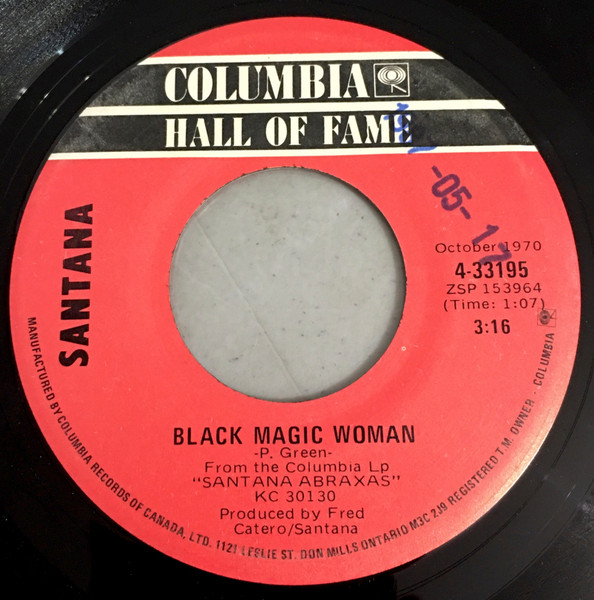 COLUMBIA
HALL OF FAME
-05-17
October 1970
4-33195
ZSP 153964
(Time: 1:07)
3:16
SANTANA
BLACK MAGIC WOMAN
-P. Green-
From the Columbia Lp
"SANTANA ABRAXAS"
KC 30130
Produced by Fred
Catero/Santana
MANUFACTURED BY COLUMBIA RECORDS OF CANADA, LTD. 1121 LESLIE ST. DON MILLS ONTARIO M3C 2J9 REGISTERED T.M. OWNER - COLUMBIA